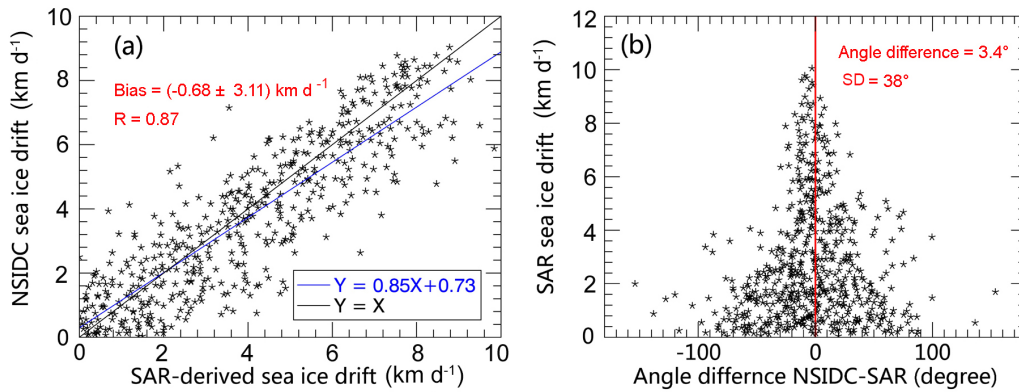 (a)
Bias = (-0.68 ± 3.11) km d⁻¹
R = 0.87
NSIDC sea ice drift (km d⁻¹)
10
8
6
4
2
0
Y = 0.85X+0.73
Y = X
0 2 4 6 8 10
SAR-derived sea ice drift (km d⁻¹)
(b)
Angle difference = 3.4°
SD = 38°
SAR sea ice drift (km d⁻¹)
12
10
8
6
4
2
0
-100 0 100
Angle differnce NSIDC-SAR (degree)